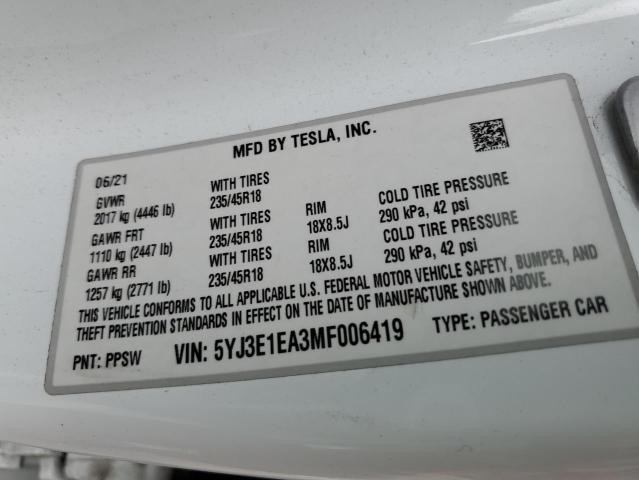 MFD BY TESLA, INC.
06/21
GVWR WITH TIRES RIM COLD TIRE PRESSURE
2017 kg (4446 lb) 235/45R18 18X8.5J 290 kPa, 42 psi
GAWR FRT WITH TIRES RIM COLD TIRE PRESSURE
1110 kg (2447 lb) 235/45R18 18X8.5J 290 kPa, 42 psi
GAWR RR WITH TIRES
1257 kg (2771 lb) 235/45R18
THIS VEHICLE CONFORMS TO ALL APPLICABLE U.S. FEDERAL MOTOR VEHICLE SAFETY, BUMPER, AND
THEFT PREVENTION STANDARDS IN EFFECT ON THE DATE OF MANUFACTURE SHOWN ABOVE.
PNT: PPSW VIN: 5YJ3E1EA3MF006419 TYPE: PASSENGER CAR